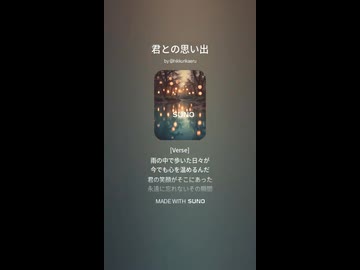 君との思い出
SUNO
[Verse]
雨の中で歩いた日々が
今でも心を温めるんだ
君の笑顔がそこにあった
永遠に忘れないその瞬間
MADE WITH SUNO